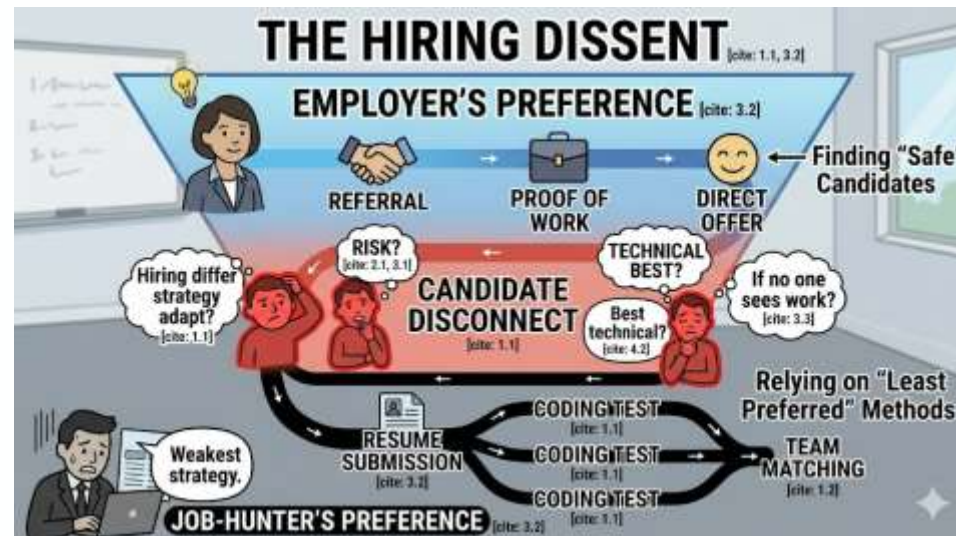 THE HIRING DISSENT [cite: 1.1, 3.2]
EMPLOYER'S PREFERENCE [cite: 3.2]
REFERRAL
PROOF OF
WORK
DIRECT
OFFER
Finding "Safe
Candidates
Hiring differ
strategy
adapt?
[cite: 1.1]
RISK?
[cite: 2.1, 3.1]
CANDIDATE
DISCONNECT
[cite: 1.1]
TECHNICAL
BEST?
Best
technical?
[cite: 4.2]
If no one
sees work?
[cite: 3.3]
Relying on "Least
Preferred" Methods
RESUME
SUBMISSION
[cite: 3.2]
CODING TEST
[cite: 1.1]
CODING TEST
[cite: 1.1]
CODING TEST
[cite: 1.1]
TEAM
MATCHING
[cite: 1.2]
Weakest
strategy.
JOB-HUNTER'S PREFERENCE [cite: 3.2]